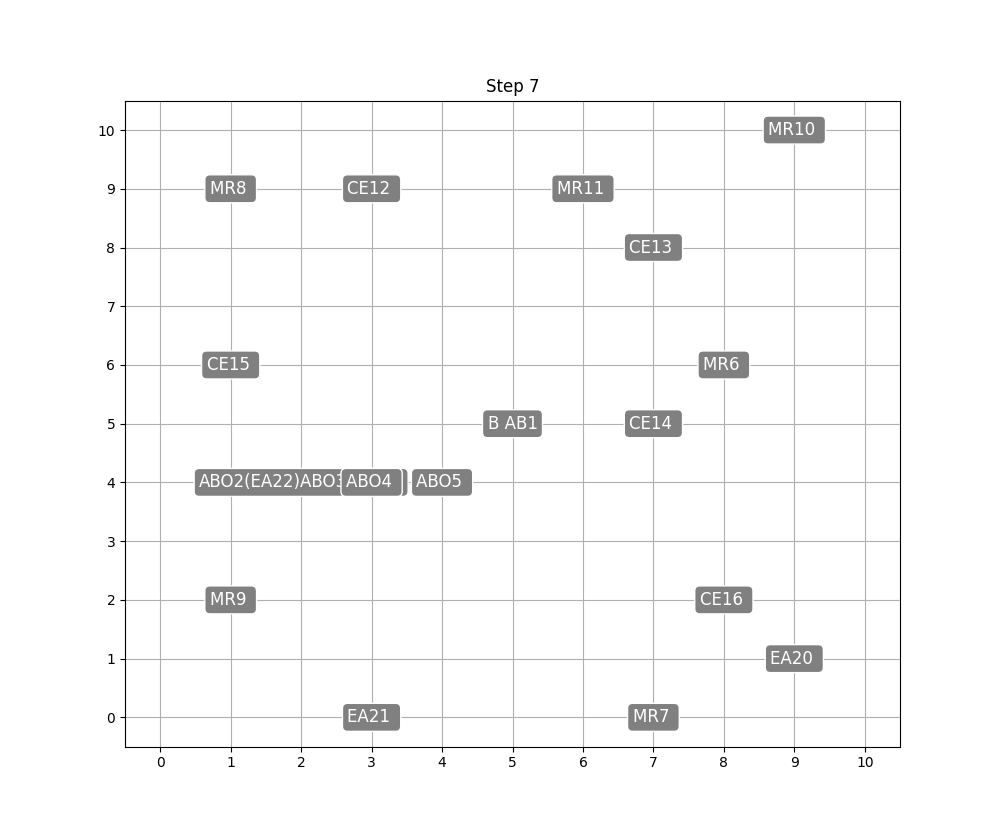 Step 7
10
MR10
9
MR8 CE12 MR11
8
CE13
7
6
CE15 MR6
5
B AB1 CE14
4
ABO2(EA22)ABO3 ABO4 ABO5
3
2
MR9 CE16
1
EA20
0
EA21 MR7
0 1 2 3 4 5 6 7 8 9 10